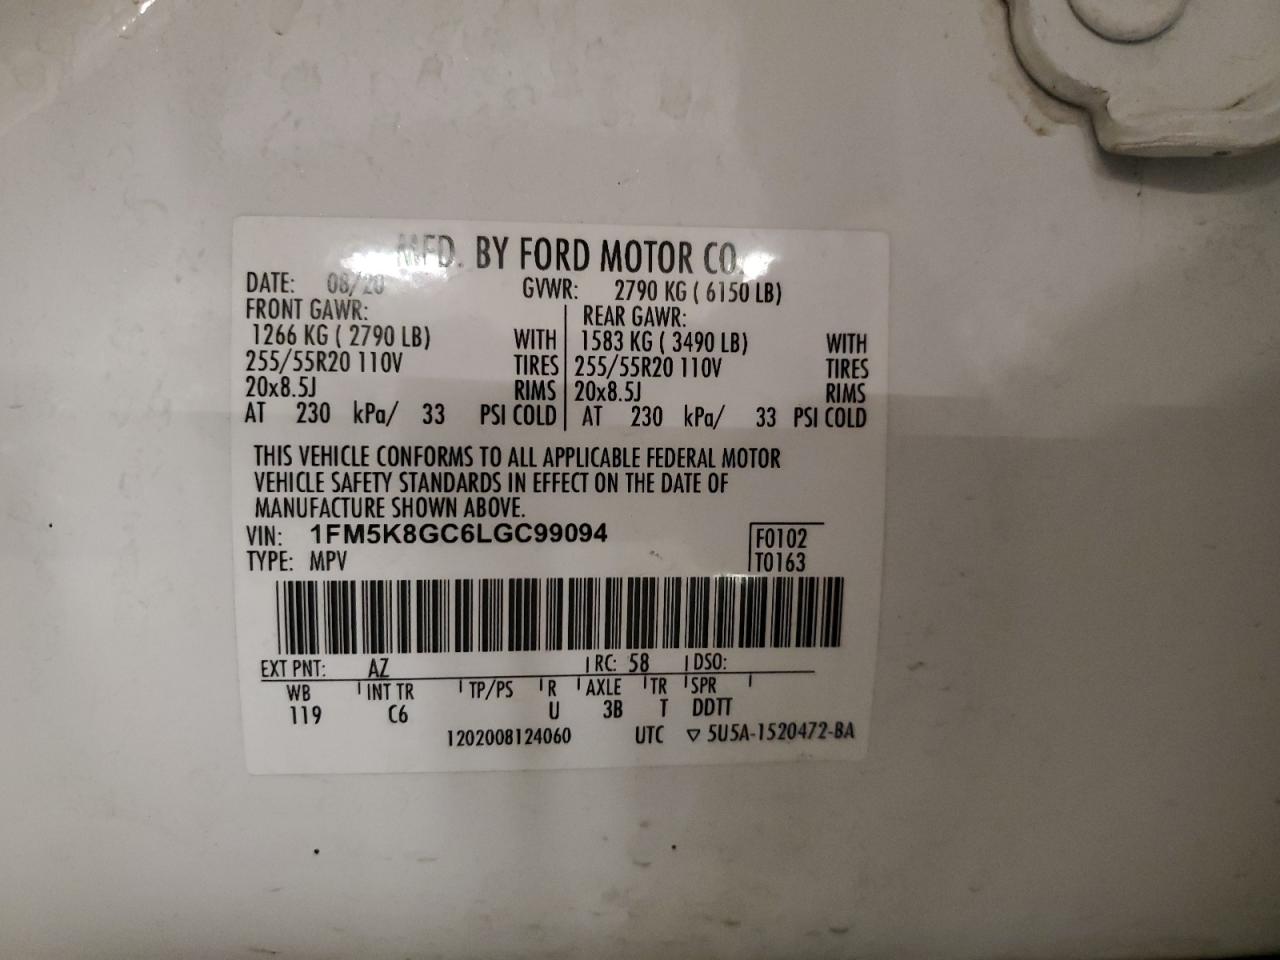 MFD. BY FORD MOTOR CO.
DATE: 08/20 GVWR: 2790 KG ( 6150 LB)
FRONT GAWR: REAR GAWR:
1266 KG ( 2790 LB) WITH 1583 KG ( 3490 LB) WITH
255/55R20 110V TIRES 255/55R20 110V TIRES
20x8.5J RIMS 20x8.5J RIMS
AT 230 kPa/ 33 PSI COLD AT 230 kPa/ 33 PSI COLD
THIS VEHICLE CONFORMS TO ALL APPLICABLE FEDERAL MOTOR
VEHICLE SAFETY STANDARDS IN EFFECT ON THE DATE OF
MANUFACTURE SHOWN ABOVE.
VIN: 1FM5K8GC6LGC99094 F0102
TYPE: MPV T0163
EXT PNT: AZ RC: 58 DSO:
WB INT TR TP/PS R AXLE TR SPR
119 C6 U 3B T DDTT
1202008124060 UTC ▽ 5U5A-1520472-BA